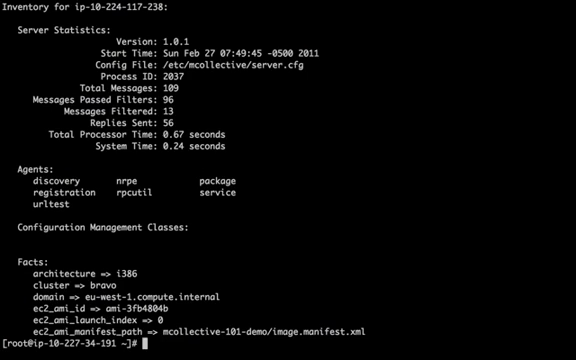 Inventory for ip-10-224-117-238:
Server Statistics:
Version: 1.0.1
Start Time: Sun Feb 27 07:49:45 -0500 2011
Config File: /etc/mcollective/server.cfg
Process ID: 2037
Total Messages: 109
Messages Passed Filters: 96
Messages Filtered: 13
Replies Sent: 56
Total Processor Time: 0.67 seconds
System Time: 0.24 seconds
Agents:
discovery nrpe package
registration rpcutil service
urltest
Configuration Management Classes:
Facts:
architecture => i386
cluster => bravo
domain => eu-west-1.compute.internal
ec2_ami_id => ami-3fb4804b
ec2_ami_launch_index => 0
ec2_ami_manifest_path => mcollective-101-demo/image.manifest.xml
[root@ip-10-227-34-191 ~]#